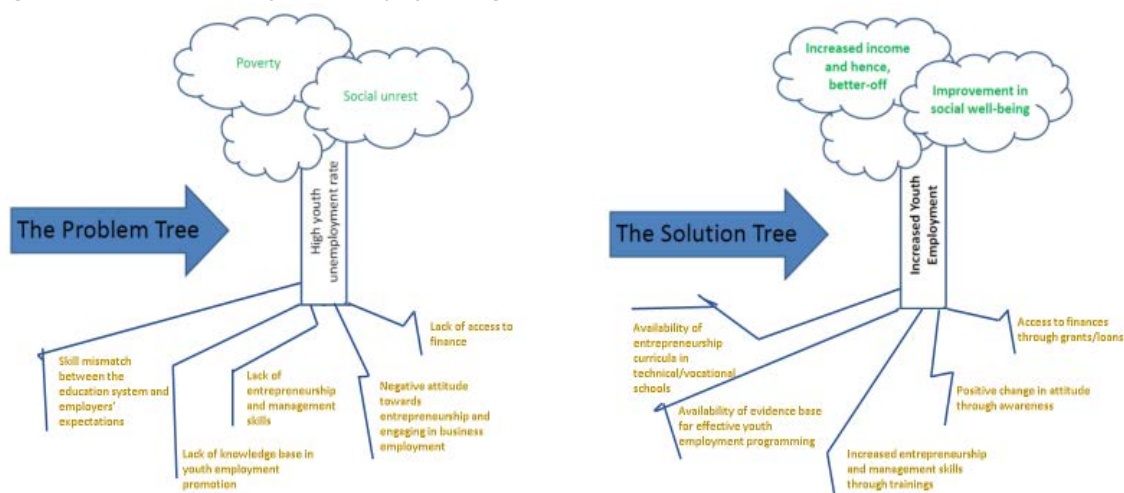 Poverty
Social unrest
The Problem Tree
High youth
unemployment rate
Skill mismatch
between the
education system and
employers'
expectations
Lack of knowledge base in
youth employment
promotion
Lack of
entrepreneurship
and management
skills
Negative attitude
towards
entrepreneurship and
engaging in business
employment
Lack of access to
finance
Increased income
and hence,
better-off
Improvement in
social well-being
The Solution Tree
Increased Youth
Employment
Availability of
entrepreneurship
curricula in
technical/vocational
schools
Availability of evidence base
for effective youth
employment programming
Increased entrepreneurship
and management skills
through trainings
Positive change in attitude
through awareness
Access to finances
through grants/loans